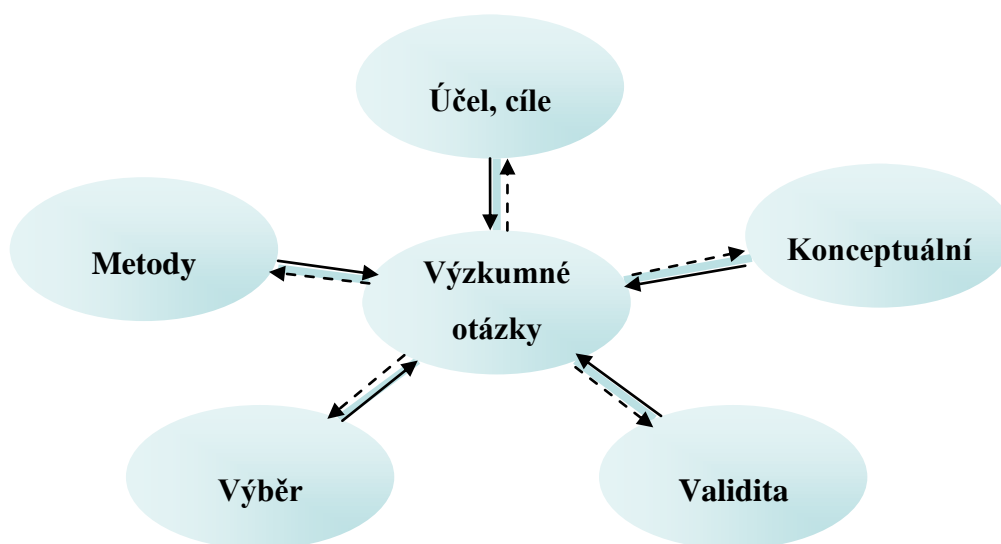 Účel, cíle
Metody
Konceptuální
Výzkumné
otázky
Výběr
Validita